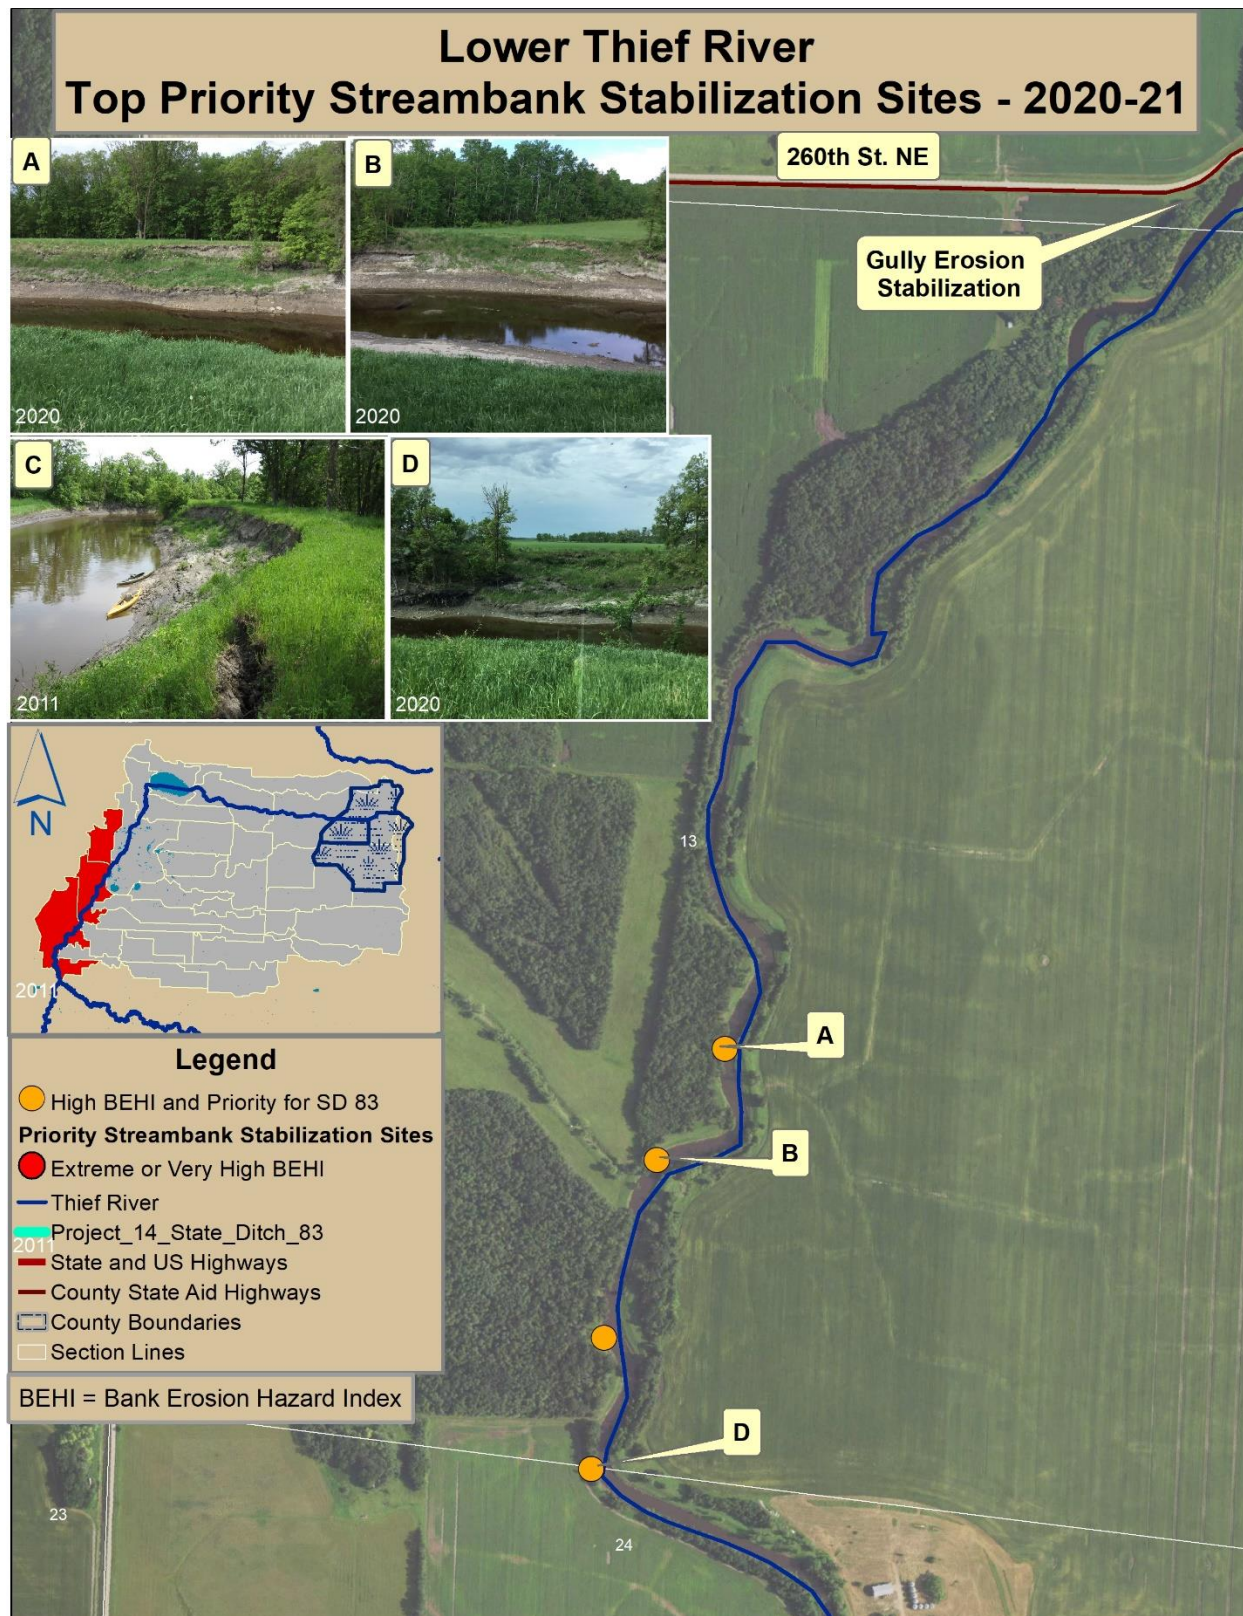 Lower Thief River
Top Priority Streambank Stabilization Sites - 2020-21
A
B
260th St. NE
Gully Erosion
Stabilization
2020
2020
C
D
2011
2020
N
2011
13
A
B
D
23
24
Legend
High BEHI and Priority for SD 83
Priority Streambank Stabilization Sites
Extreme or Very High BEHI
Thief River
Project_14_State_Ditch_83
2011
State and US Highways
County State Aid Highways
County Boundaries
Section Lines
BEHI = Bank Erosion Hazard Index